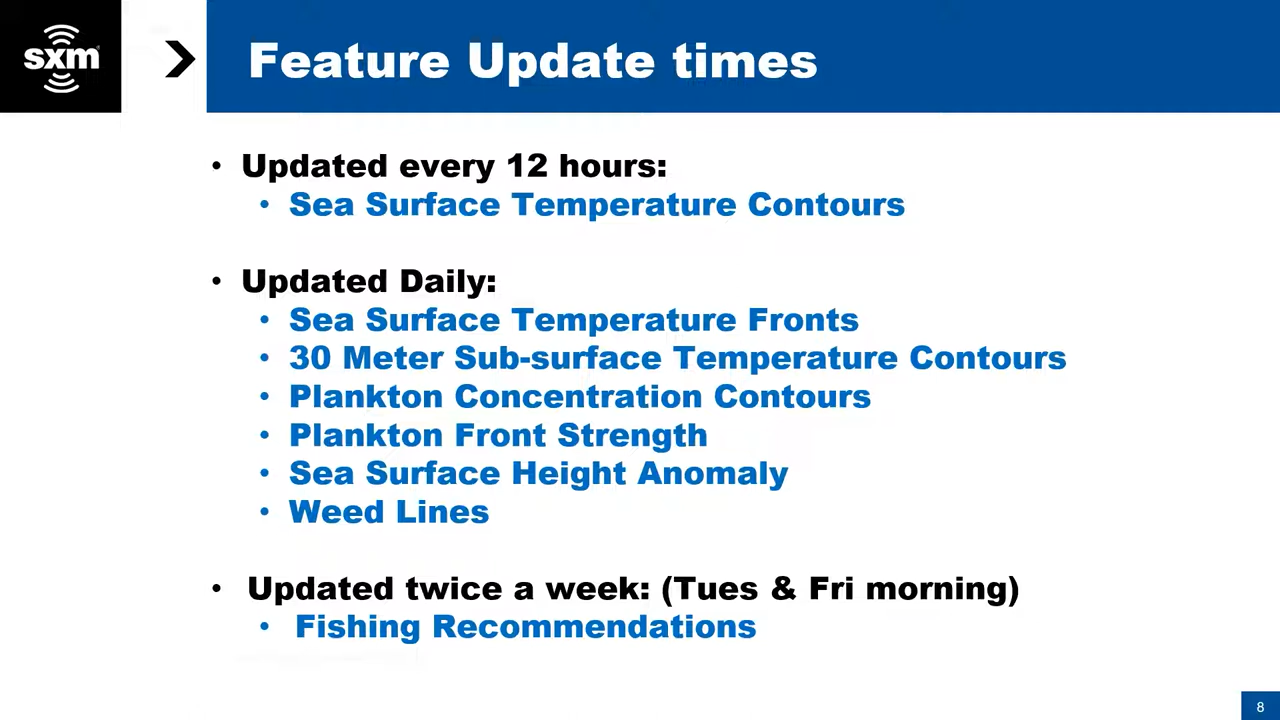 sxm
Feature Update times
• Updated every 12 hours:
• Sea Surface Temperature Contours
• Updated Daily:
• Sea Surface Temperature Fronts
• 30 Meter Sub-surface Temperature Contours
• Plankton Concentration Contours
• Plankton Front Strength
• Sea Surface Height Anomaly
• Weed Lines
• Updated twice a week: (Tues & Fri morning)
• Fishing Recommendations
8